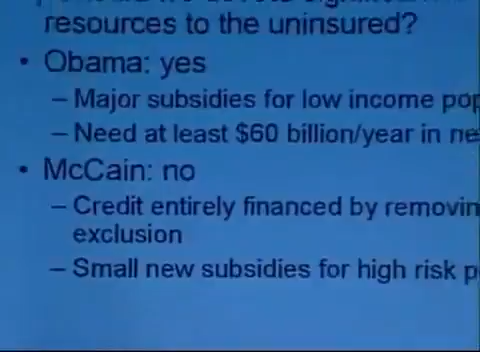 resources to the uninsured?
• Obama: yes
– Major subsidies for low income pop
– Need at least $60 billion/year in ne
• McCain: no
– Credit entirely financed by removin
exclusion
– Small new subsidies for high risk p